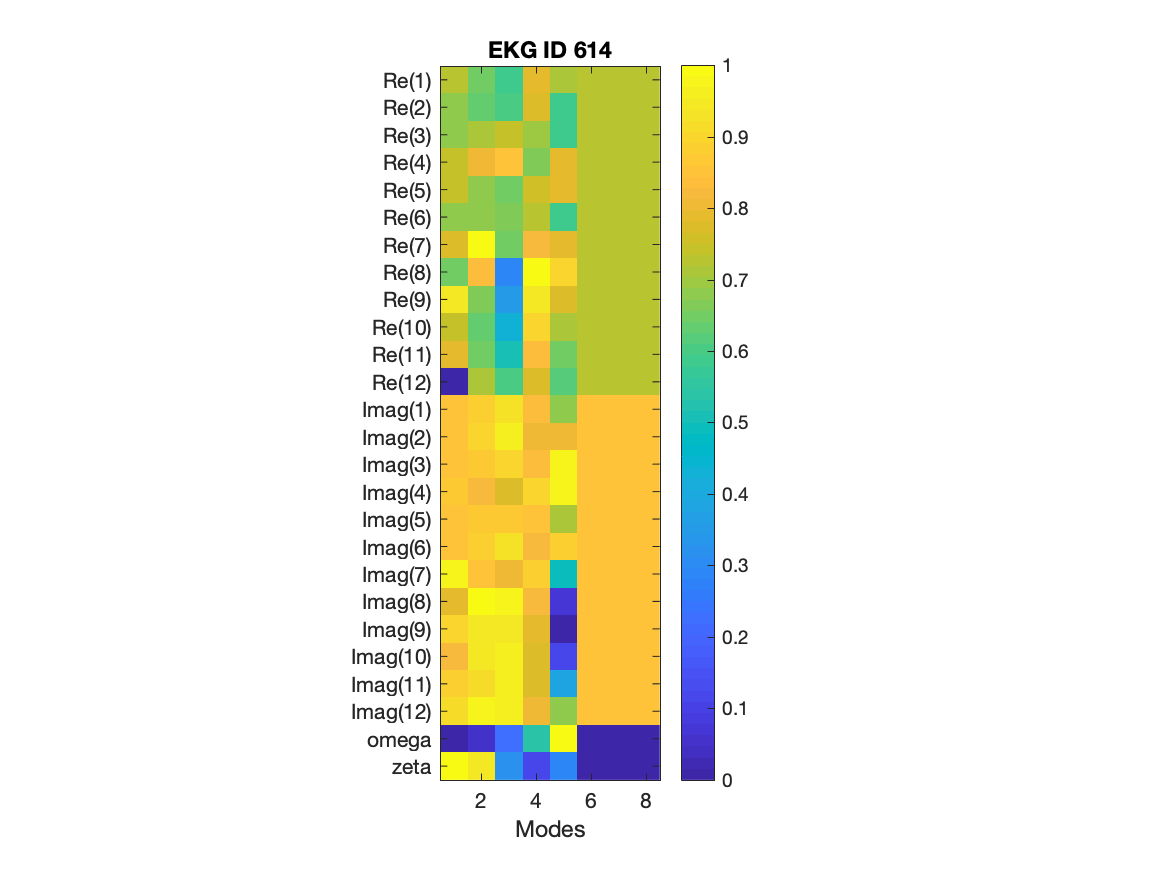 EKG ID 614
Re(1)
Re(2)
Re(3)
Re(4)
Re(5)
Re(6)
Re(7)
Re(8)
Re(9)
Re(10)
Re(11)
Re(12)
Imag(1)
Imag(2)
Imag(3)
Imag(4)
Imag(5)
Imag(6)
Imag(7)
Imag(8)
Imag(9)
Imag(10)
Imag(11)
Imag(12)
omega
zeta
2 4 6 8
Modes
1
0.9
0.8
0.7
0.6
0.5
0.4
0.3
0.2
0.1
0